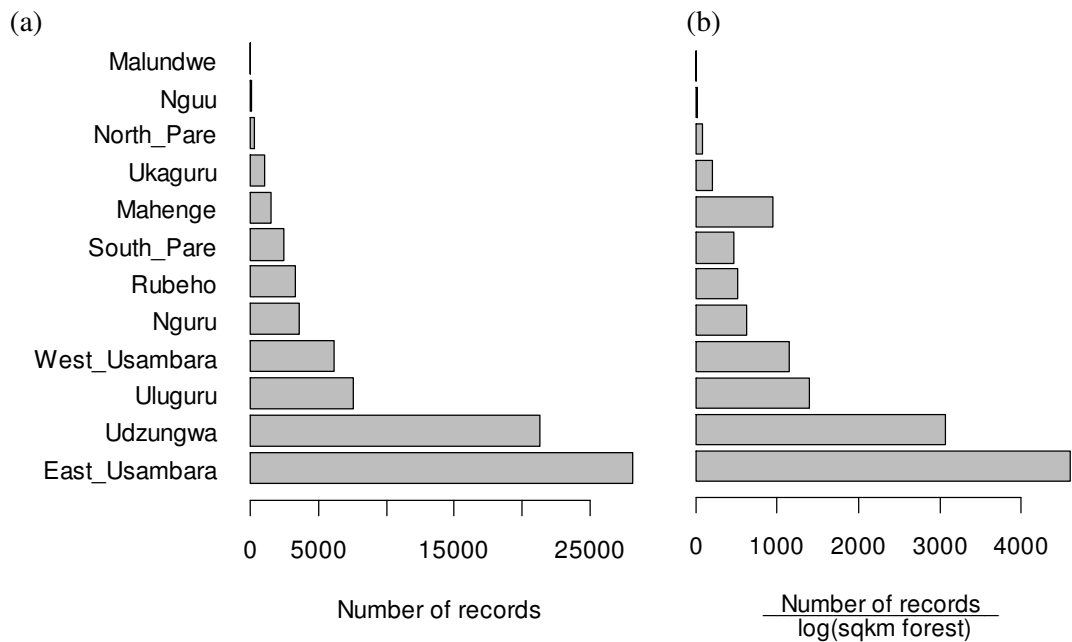 (a)
(b)
Malundwe
Nguu
North_Pare
Ukaguru
Mahenge
South_Pare
Rubeho
Nguru
West_Usambara
Uluguru
Udzungwa
East_Usambara
0 5000 15000 25000
0 1000 2000 3000 4000
Number of records
Number of records
log(sqkm forest)